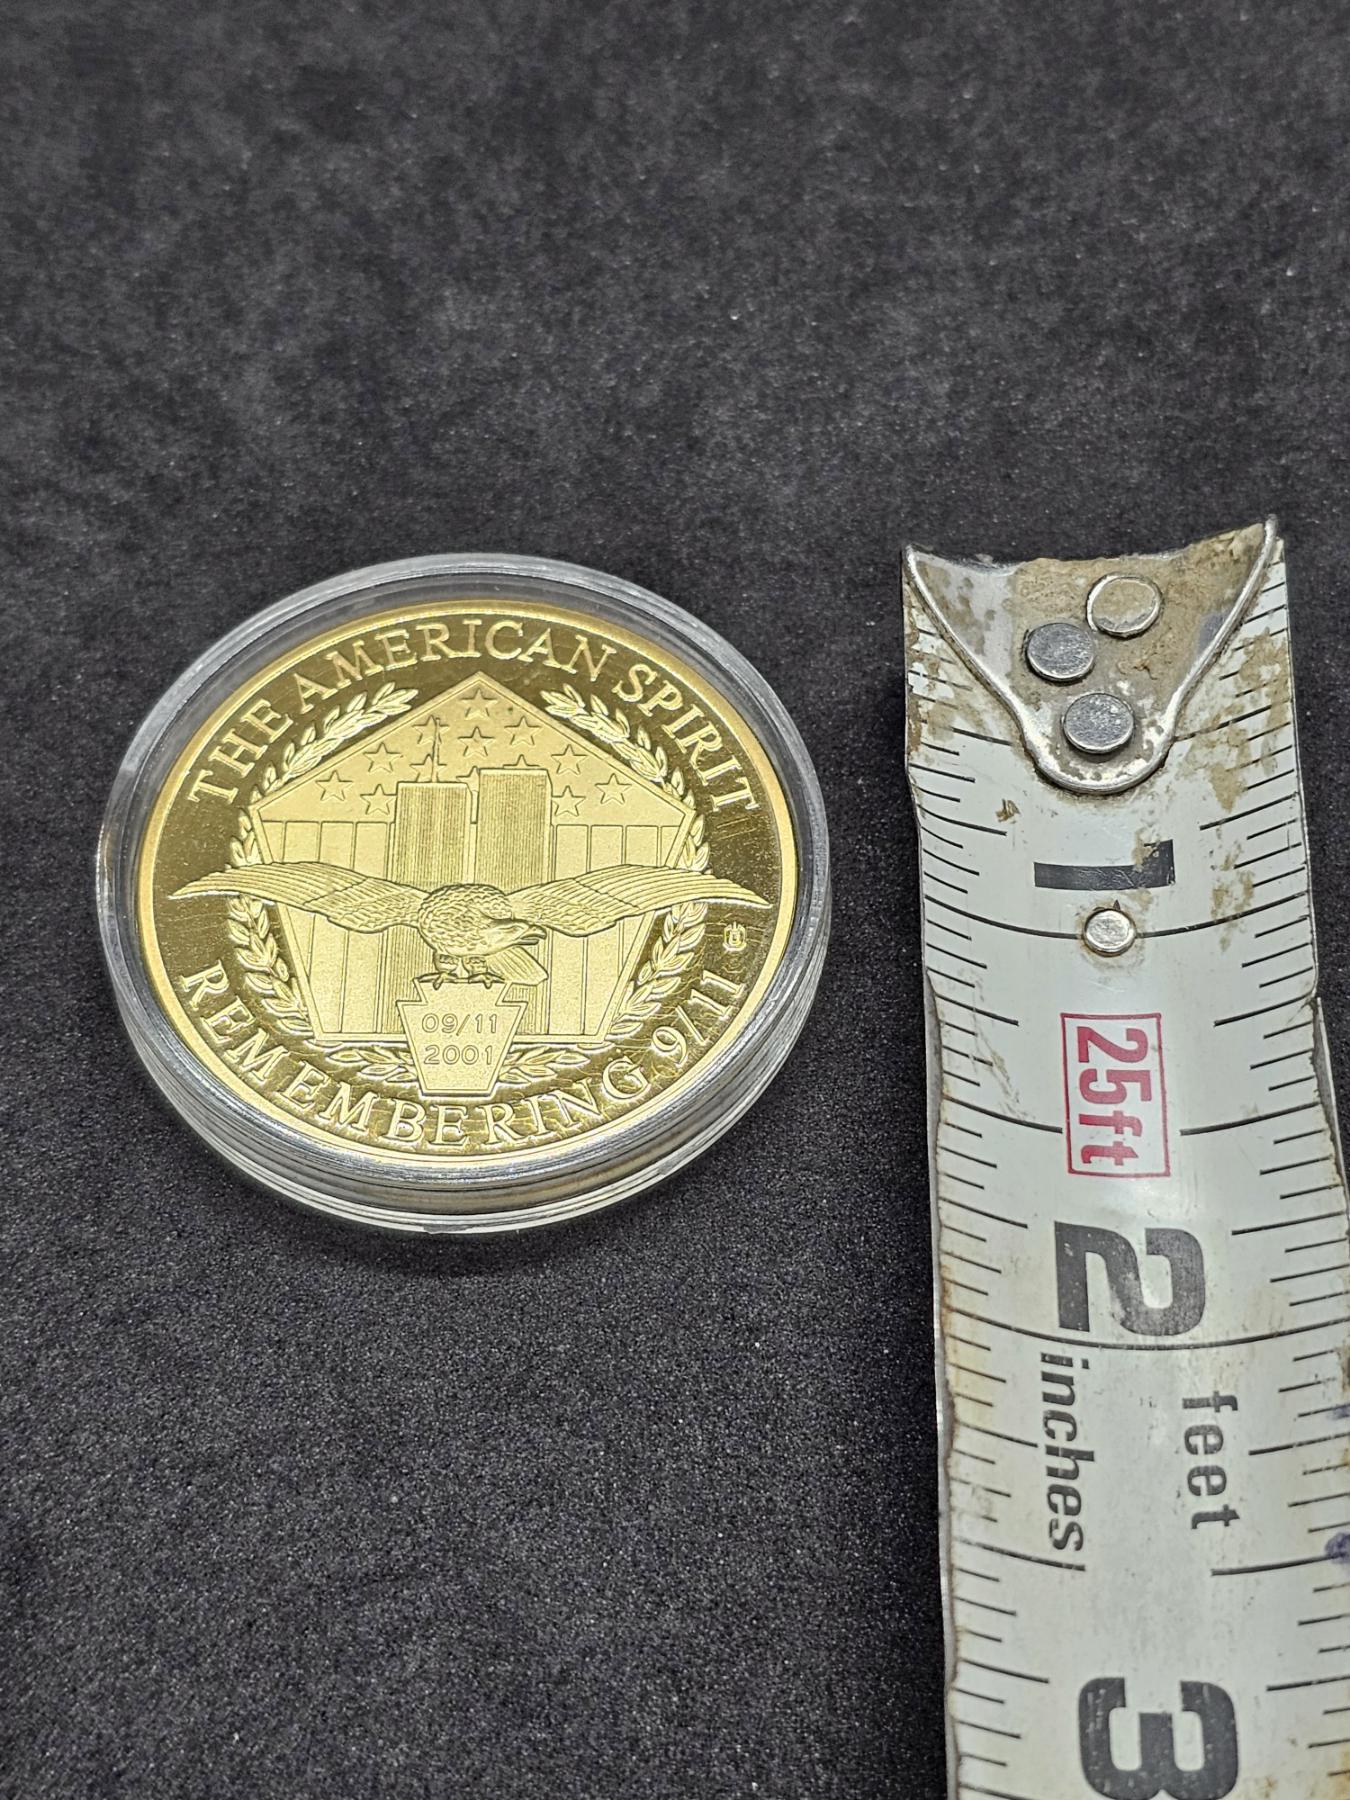 THE AMERICAN SPIRIT
09/11
2001
REMEMBERING 9/11
1
25ft
2
inches
feet
3